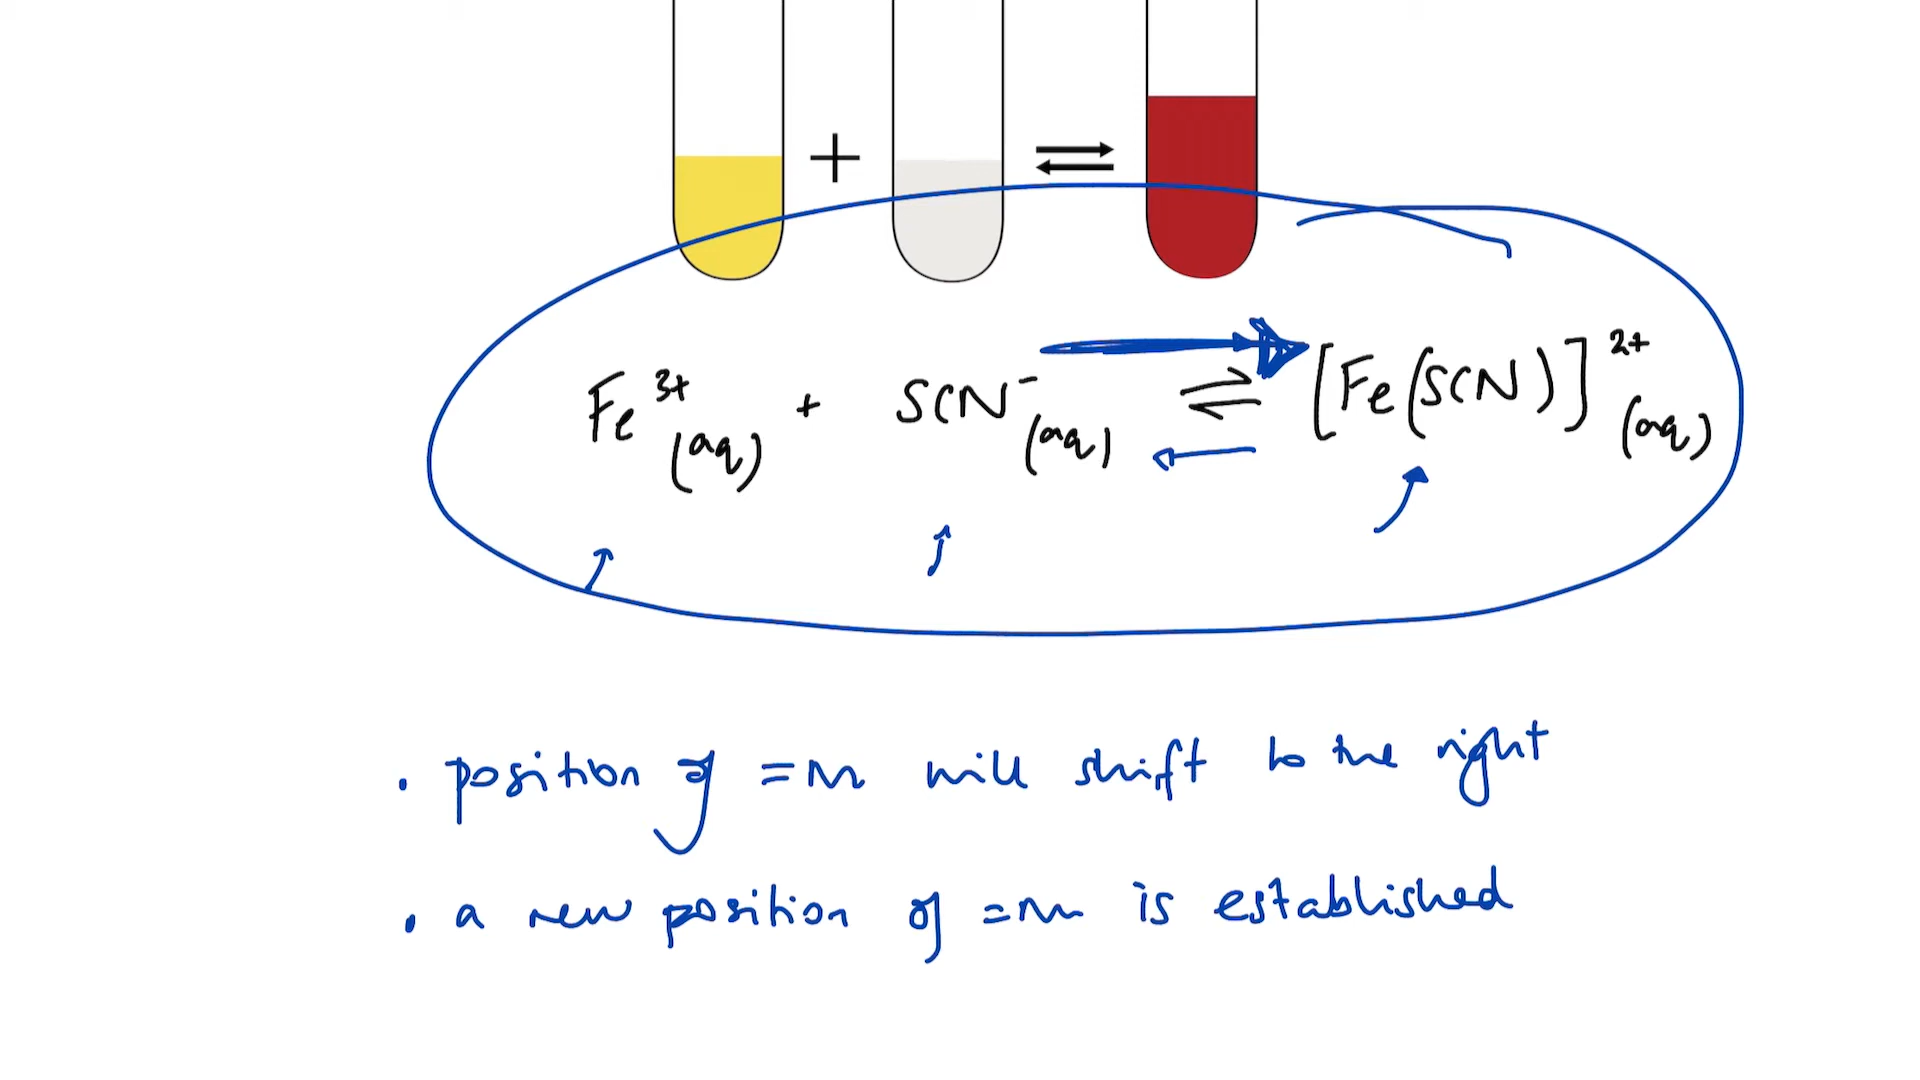 + ⇌
Fe³⁺(aq) + SCN⁻(aq) ⇌ [Fe(SCN)]²⁺(aq)
• position of =m will shift to the right
• a new position of =m is established